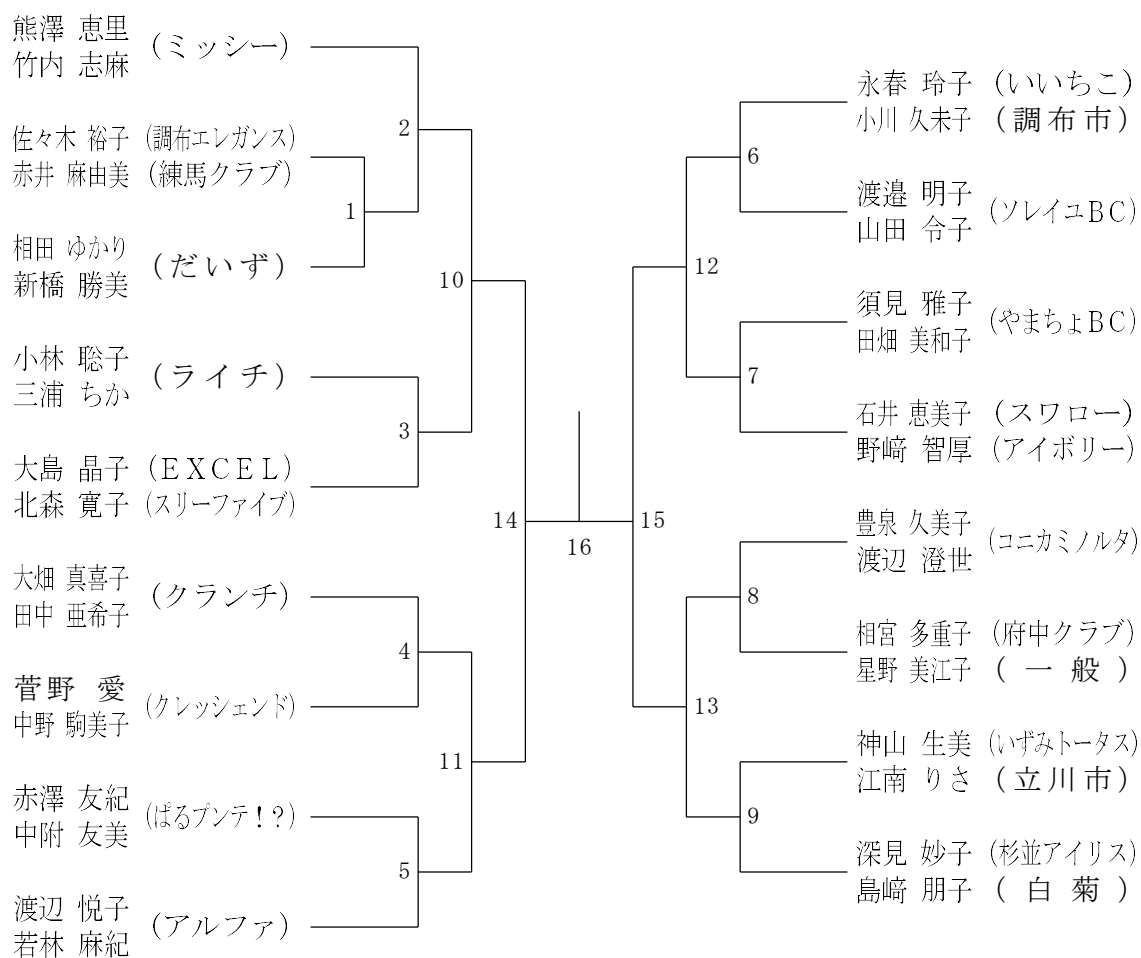 熊澤 恵里 (ミッシー)
竹内 志麻
佐々木 裕子 (調布エレガンス)
赤井 麻由美 (練馬クラブ)
相田 ゆかり (だいず)
新橋 勝美
小林 聡子 (ライチ)
三浦 ちか
大島 晶子 (ＥＸＣＥＬ)
北森 寛子 (スリーファイブ)
大畑 真喜子 (クランチ)
田中 亜希子
菅野 愛 (クレッシェンド)
中野 駒美子
赤澤 友紀 (ぱるプンテ！？)
中附 友美
渡辺 悦子 (アルファ)
若林 麻紀
2
1
10
3
14
4
11
5
16
15
12
6
7
13
8
9
永春 玲子 (いいちこ)
小川 久未子 (調布市)
渡邉 明子 (ソレイユＢＣ)
山田 令子
須見 雅子 (やまちょＢＣ)
田畑 美和子
石井 恵美子 (スワロー)
野﨑 智厚 (アイボリー)
豊泉 久美子 (コニカミノルタ)
渡辺 澄世
相宮 多重子 (府中クラブ)
星野 美江子 (一般)
神山 生美 (いずみトータス)
江南 りさ (立川市)
深見 妙子 (杉並アイリス)
島﨑 朋子 (白菊)